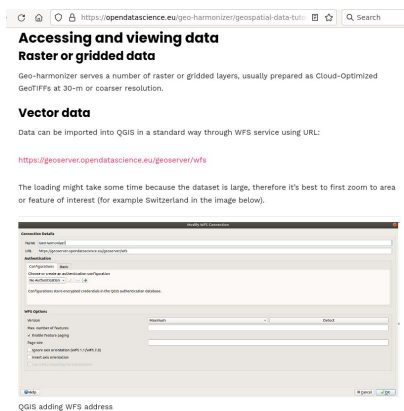 https://opendatascience.eu/geo-harmonizer/geospatial-data-tuto
Search
Accessing and viewing data
Raster or gridded data
Geo-harmonizer serves a number of raster or gridded layers, usually prepared as Cloud-Optimized
GeoTIFFs at 30-m or coarser resolution.
Vector data
Data can be imported into QGIS in a standard way through WFS service using URL:
https://geoserver.opendatascience.eu/geoserver/wfs
The loading might take some time because the dataset is large, therefore it's best to first zoom to area
or feature of interest (for example Switzerland in the image below).
Modify WFS Connection
Connection Details
Name
URL https://geoserver.opendatascience.eu/geoserver/wfs
Authentication
Configurations Basic
Choose or create an authentication configuration
No Authentication
Configurations store encrypted credentials in the QGIS authentication database.
WFS Options
Version Maximum Detect
Max. number of features
Enable feature paging
Page size
Ignore axis orientation (WFS 1.1/WFS 2.0)
Invert axis orientation
Help Cancel OK
QGIS adding WFS address